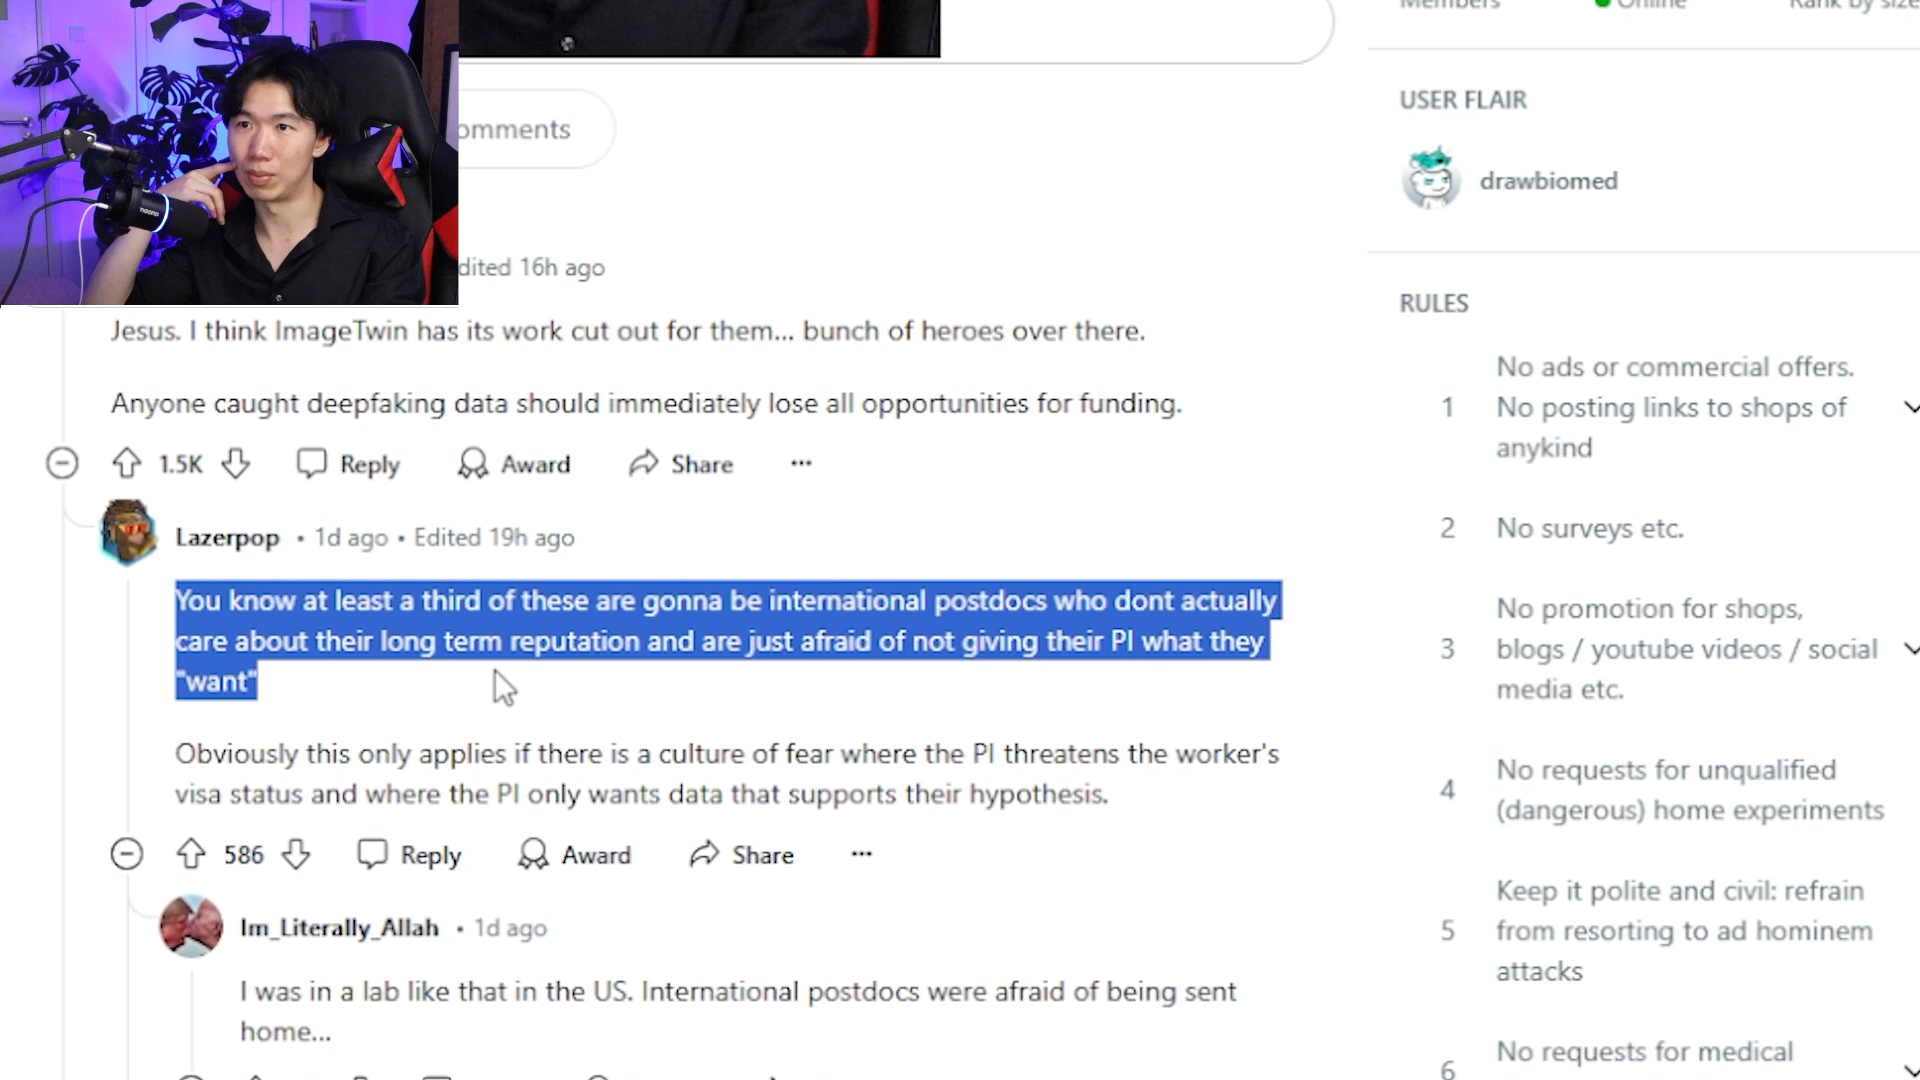 Members
Online
Rank by size
omments
USER FLAIR
drawbiomed
dited 16h ago
RULES
Jesus. I think ImageTwin has its work cut out for them... bunch of heroes over there.
Anyone caught deepfaking data should immediately lose all opportunities for funding.
1.5K
Reply
Award
Share
Lazerpop • 1d ago • Edited 19h ago
You know at least a third of these are gonna be international postdocs who dont actually
care about their long term reputation and are just afraid of not giving their PI what they
"want"
Obviously this only applies if there is a culture of fear where the PI threatens the worker's
visa status and where the PI only wants data that supports their hypothesis.
586
Reply
Award
Share
Im_Literally_Allah • 1d ago
I was in a lab like that in the US. International postdocs were afraid of being sent
home...
1
No ads or commercial offers.
No posting links to shops of
anykind
2
No surveys etc.
3
No promotion for shops,
blogs / youtube videos / social
media etc.
4
No requests for unqualified
(dangerous) home experiments
5
Keep it polite and civil: refrain
from resorting to ad hominem
attacks
6
No requests for medical
maono